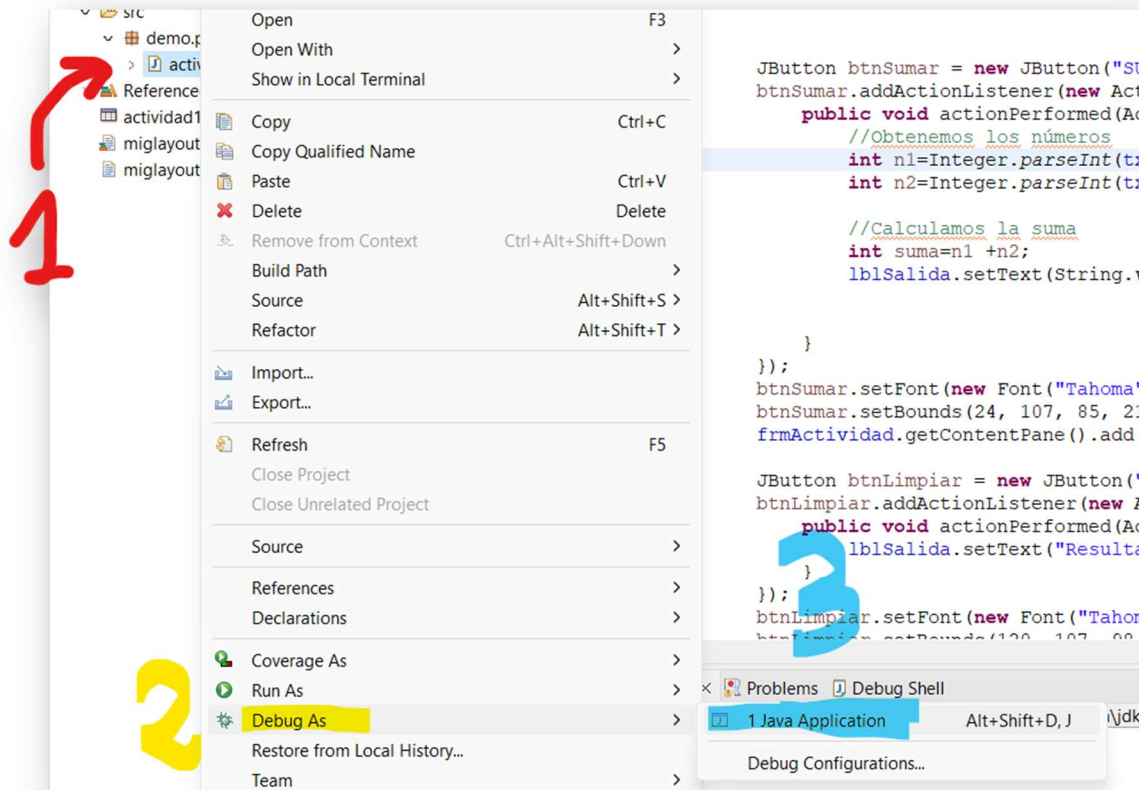 src
demo.p
activ
Reference
actividad1
miglayout
miglayout
1
2
3
Open F3
Open With
Show in Local Terminal
Copy Ctrl+C
Copy Qualified Name
Paste Ctrl+V
Delete Delete
Remove from Context Ctrl+Alt+Shift+Down
Build Path
Source Alt+Shift+S
Refactor Alt+Shift+T
Import...
Export...
Refresh F5
Close Project
Close Unrelated Project
Source
References
Declarations
Coverage As
Run As
Debug As
Restore from Local History...
Team
1 Java Application Alt+Shift+D, J
Debug Configurations...
JButton btnSumar = new JButton("SU
btnSumar.addActionListener(new Act
public void actionPerformed(Ac
//Obtenemos los números
int n1=Integer.parseInt(tx
int n2=Integer.parseInt(tx
//Calculamos la suma
int suma=n1 +n2;
lblSalida.setText(String.v
}
});
btnSumar.setFont(new Font("Tahoma"
btnSumar.setBounds(24, 107, 85, 21
frmActividad.getContentPane().add
JButton btnLimpiar = new JButton("
btnLimpiar.addActionListener(new A
public void actionPerformed(Ac
lblSalida.setText("Resulta
}
});
btnLimpiar.setFont(new Font("Tahom
Problems Debug Shell
\jdk